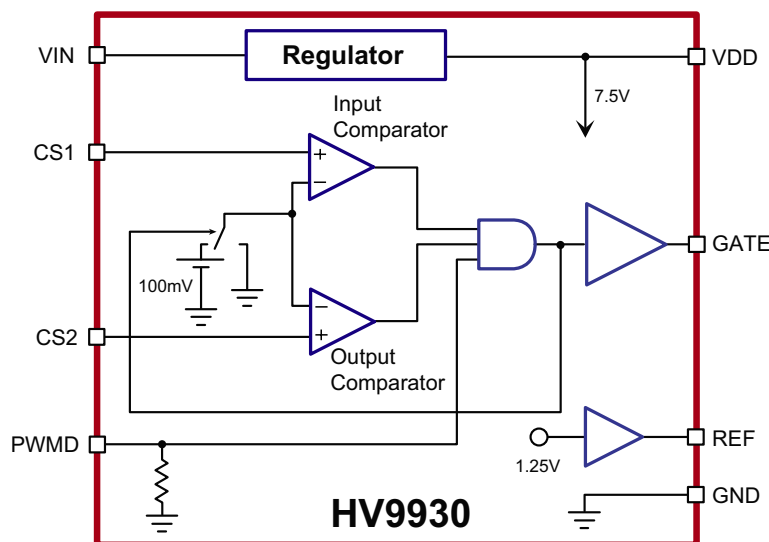 VIN
Regulator
VDD
7.5V
Input
Comparator
CS1
+
−
GATE
100mV
−
+
CS2
Output
Comparator
PWMD
REF
1.25V
GND
HV9930